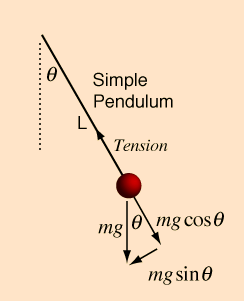 θ
Simple
Pendulum
L
Tension
mg
θ
mg cosθ
mg sinθ